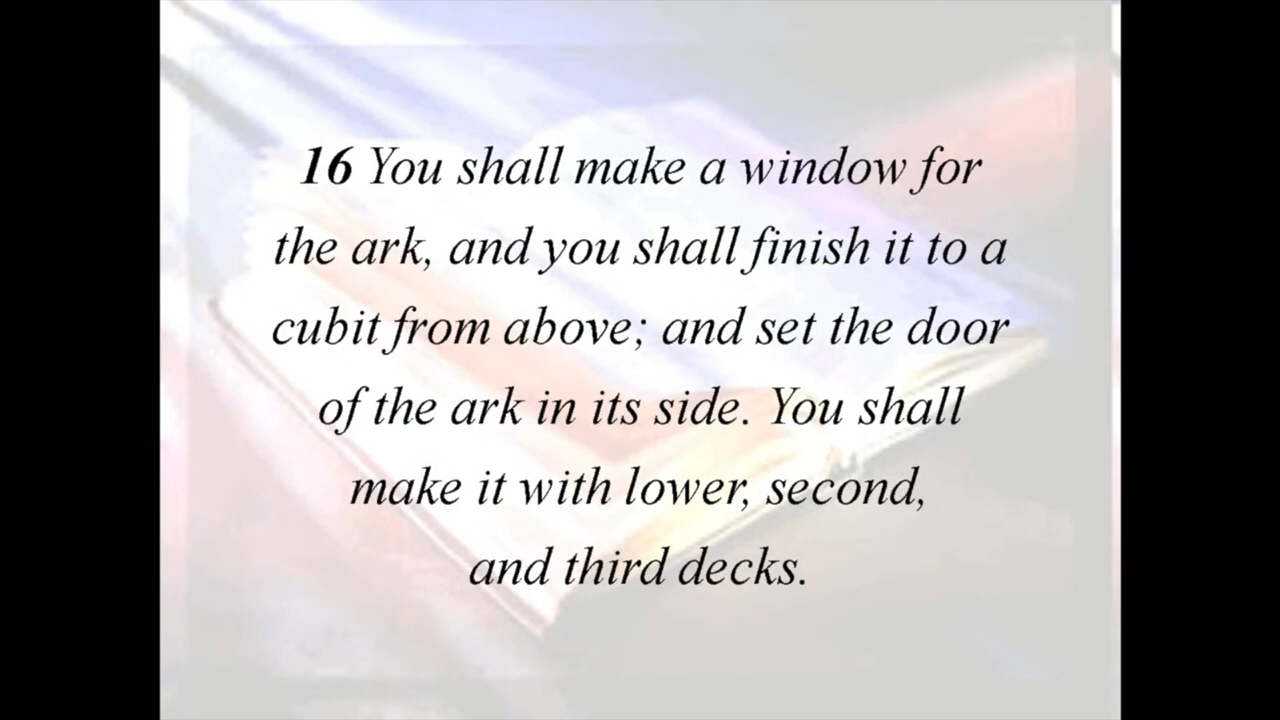 16 You shall make a window for
the ark, and you shall finish it to a
cubit from above; and set the door
of the ark in its side. You shall
make it with lower, second,
and third decks.